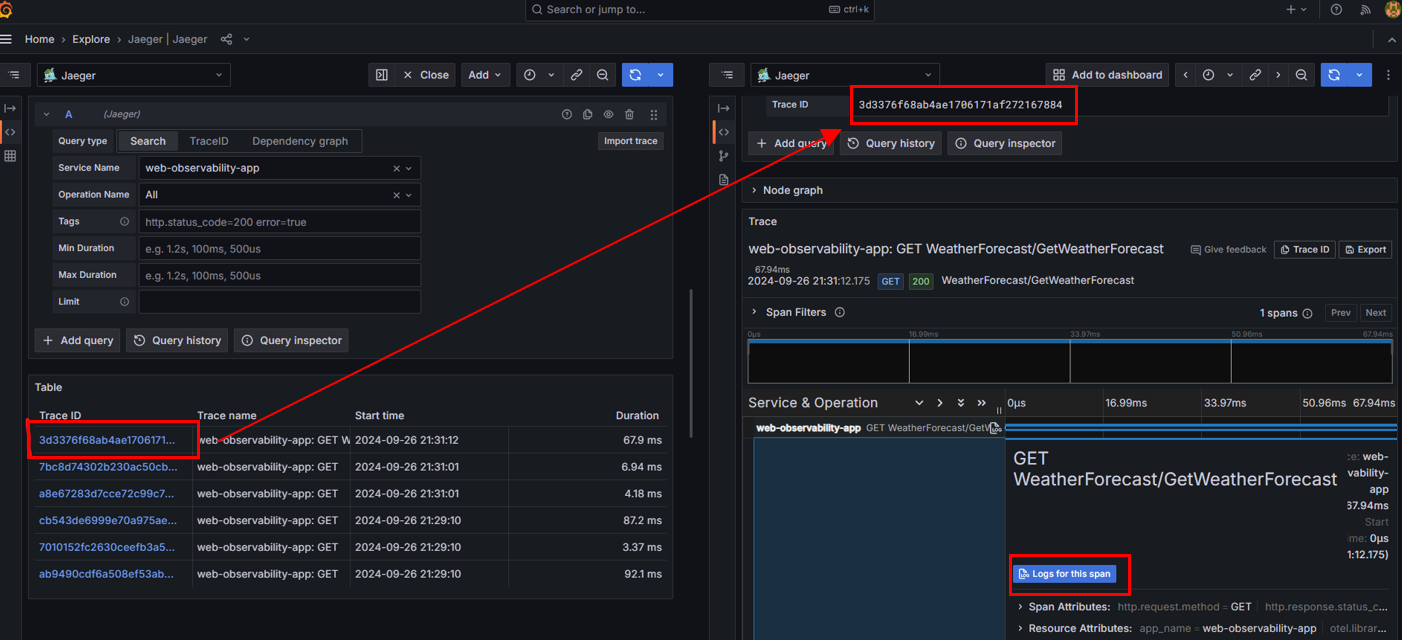 Search or jump to...
ctrl+k
Home › Explore › Jaeger | Jaeger
Jaeger
Close
Add
A
(Jaeger)
Query type
Search
TraceID
Dependency graph
Import trace
Service Name
web-observability-app
Operation Name
All
Tags
http.status_code=200 error=true
Min Duration
e.g. 1.2s, 100ms, 500us
Max Duration
e.g. 1.2s, 100ms, 500us
Limit
+ Add query
Query history
Query inspector
Table
Trace ID
Trace name
Start time
Duration
3d3376f68ab4ae1706171...
web-observability-app: GET W
2024-09-26 21:31:12
67.9 ms
7bc8d74302b230ac50cb...
web-observability-app: GET
2024-09-26 21:31:01
6.94 ms
a8e67283d7cce72c99c7...
web-observability-app: GET
2024-09-26 21:31:01
4.18 ms
cb543de6999e70a975ae...
web-observability-app: GET
2024-09-26 21:29:10
87.2 ms
7010152fc2630ceefb3a5...
web-observability-app: GET
2024-09-26 21:29:10
3.37 ms
ab9490cdf6a508ef53ab...
web-observability-app: GET
2024-09-26 21:29:10
92.1 ms
Jaeger
Add to dashboard
Trace ID
3d3376f68ab4ae1706171af272167884
+ Add query
Query history
Query inspector
Node graph
Trace
web-observability-app: GET WeatherForecast/GetWeatherForecast
Give feedback
Trace ID
Export
67.94ms
2024-09-26 21:31:12.175
GET
200
WeatherForecast/GetWeatherForecast
Span Filters
1 spans
Prev
Next
0µs
16.99ms
33.97ms
50.96ms
67.94ms
Service & Operation
0µs
16.99ms
33.97ms
50.96ms
67.94ms
web-observability-app GET WeatherForecast/GetW
GET
WeatherForecast/GetWeatherForecast
ce: web-
vability-
app
67.94ms
Start
me: 0µs
1:12.175)
Logs for this span
Span Attributes: http.request.method = GET http.response.status_c...
Resource Attributes: app_name = web-observability-app otel.librar...